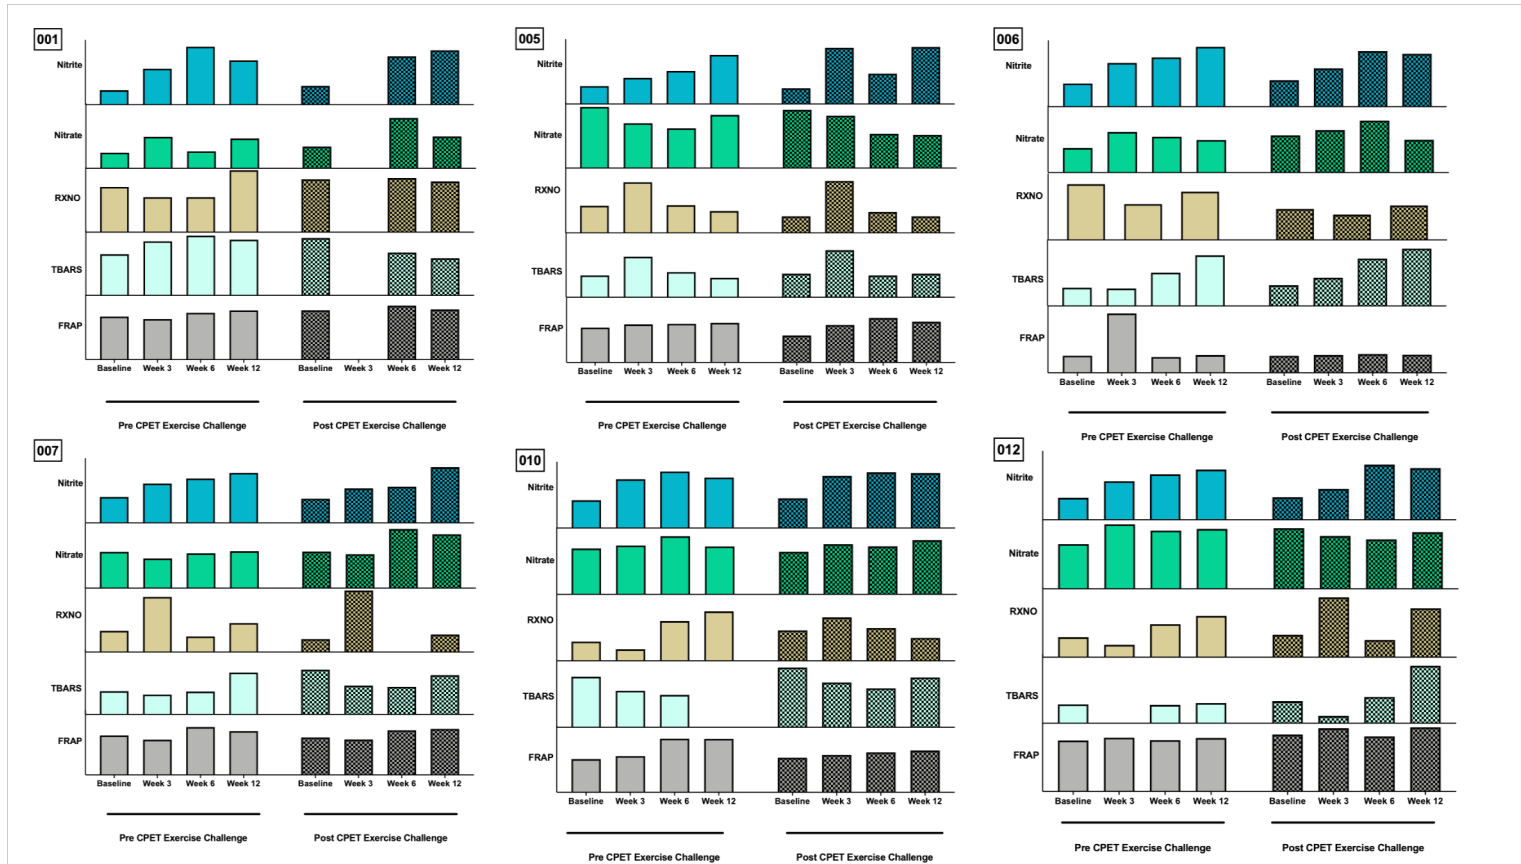 001
Nitrite
Nitrate
RXNO
TBARS
FRAP
Baseline Week 3 Week 6 Week 12 Baseline Week 3 Week 6 Week 12
Pre CPET Exercise Challenge Post CPET Exercise Challenge
005
Nitrite
Nitrate
RXNO
TBARS
FRAP
Baseline Week 3 Week 6 Week 12 Baseline Week 3 Week 6 Week 12
Pre CPET Exercise Challenge Post CPET Exercise Challenge
006
Nitrite
Nitrate
RXNO
TBARS
FRAP
Baseline Week 3 Week 6 Week 12 Baseline Week 3 Week 6 Week 12
Pre CPET Exercise Challenge Post CPET Exercise Challenge
007
Nitrite
Nitrate
RXNO
TBARS
FRAP
Baseline Week 3 Week 6 Week 12 Baseline Week 3 Week 6 Week 12
Pre CPET Exercise Challenge Post CPET Exercise Challenge
010
Nitrite
Nitrate
RXNO
TBARS
FRAP
Baseline Week 3 Week 6 Week 12 Baseline Week 3 Week 6 Week 12
Pre CPET Exercise Challenge Post CPET Exercise Challenge
012
Nitrite
Nitrate
RXNO
TBARS
FRAP
Baseline Week 3 Week 6 Week 12 Baseline Week 3 Week 6 Week 12
Pre CPET Exercise Challenge Post CPET Exercise Challenge